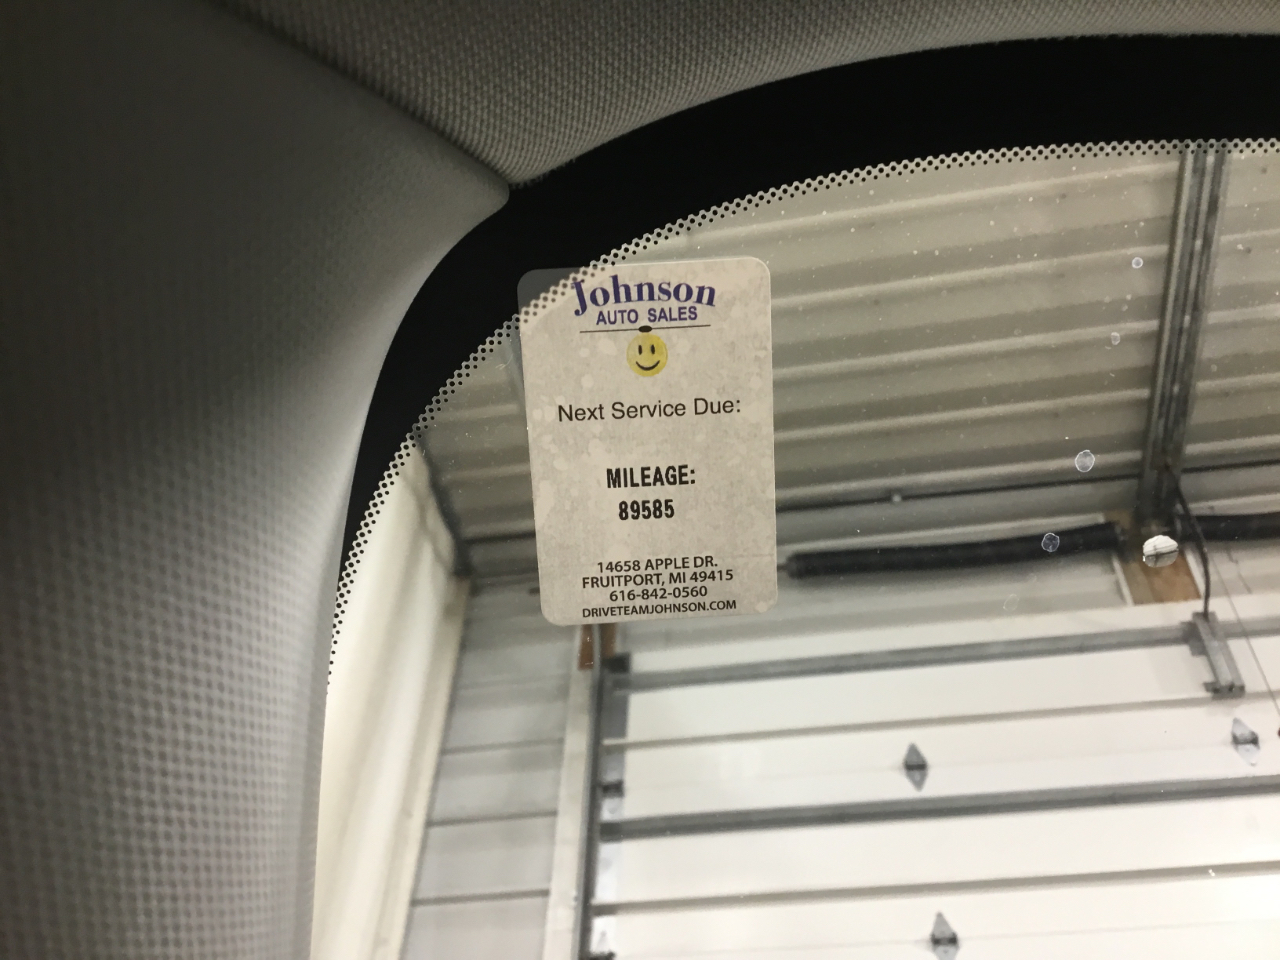 Johnson
AUTO SALES
Next Service Due:
MILEAGE:
89585
14658 APPLE DR.
FRUITPORT, MI 49415
616-842-0560
DRIVETEAMJOHNSON.COM